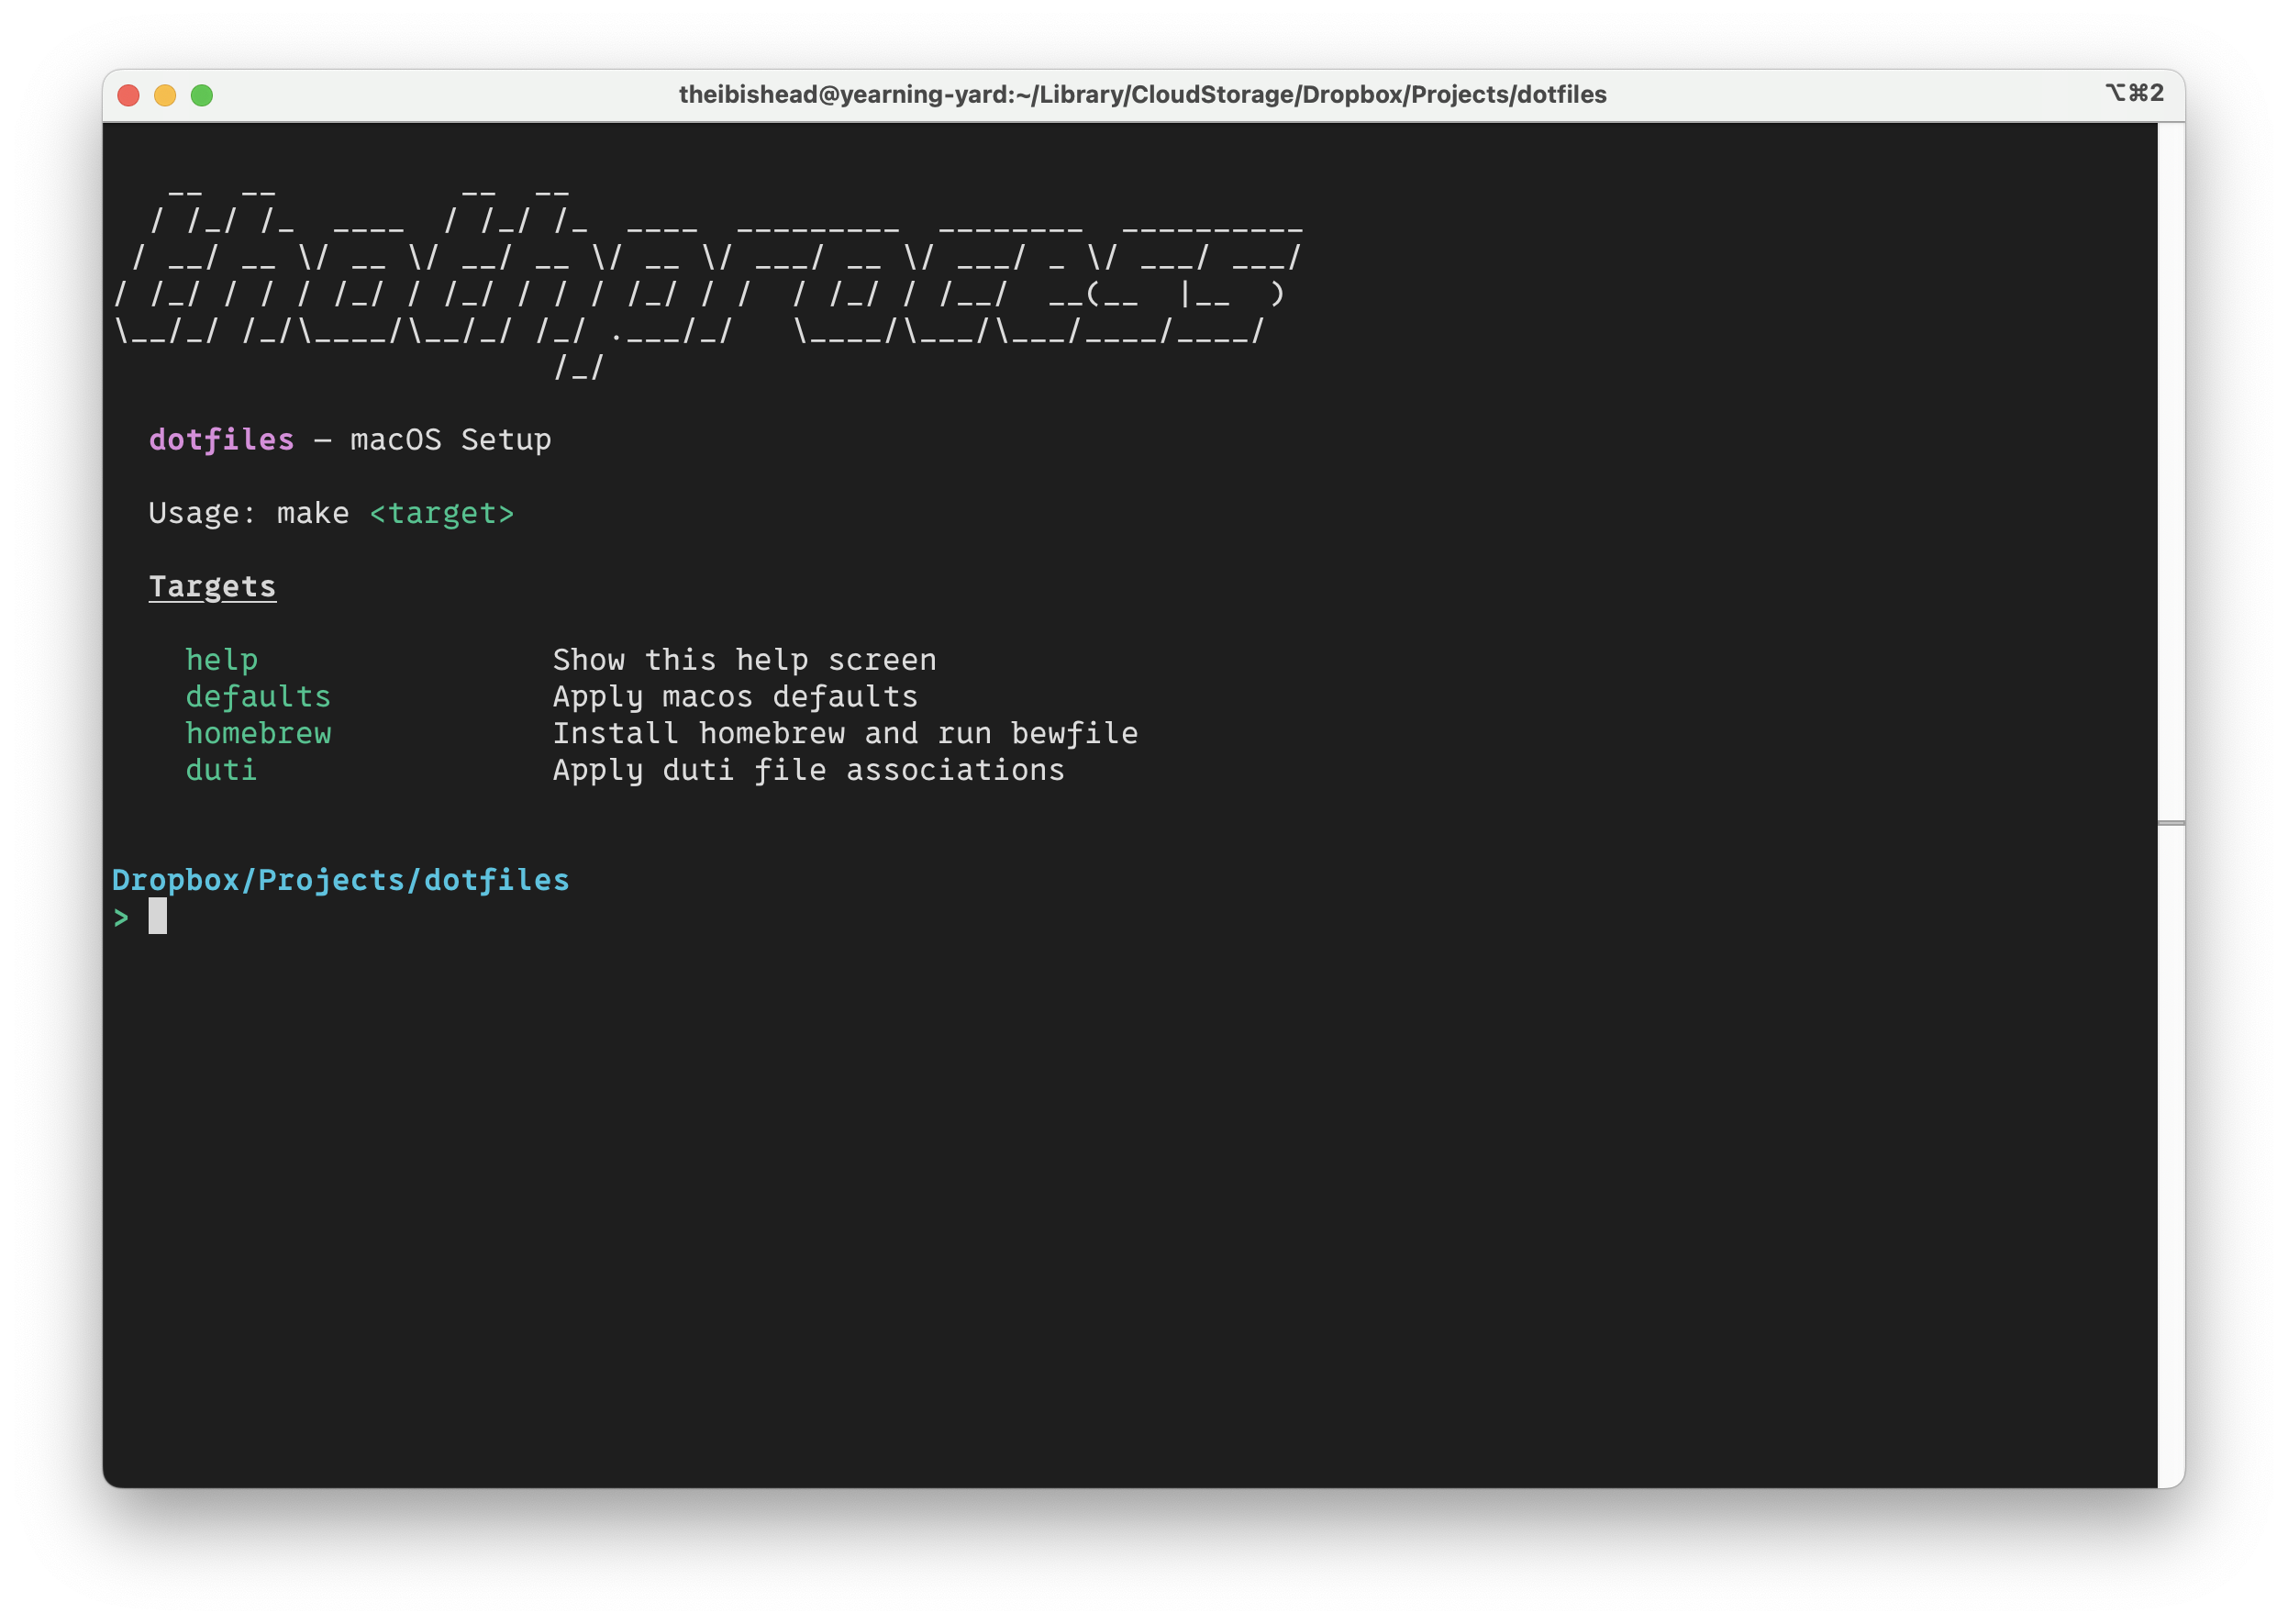 theibishead@yearning-yard:~/Library/CloudStorage/Dropbox/Projects/dotfiles ⌥⌘2
thothprocess
dotfiles — macOS Setup
Usage: make <target>
Targets
help Show this help screen
defaults Apply macos defaults
homebrew Install homebrew and run bewfile
duti Apply duti file associations
Dropbox/Projects/dotfiles
>